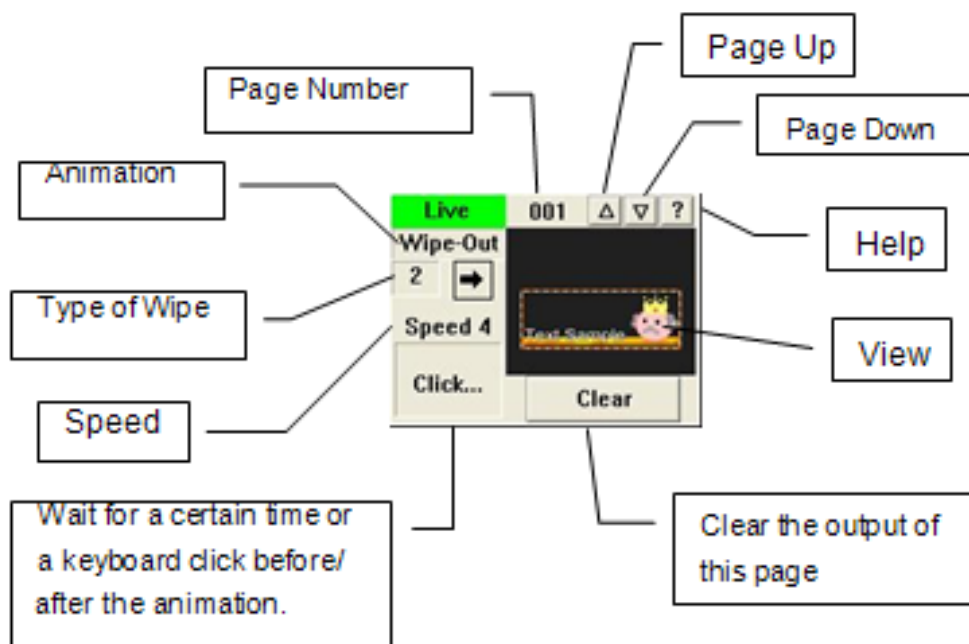 Page Up
Page Number
Page Down
Animation
Live 001 ?
Wipe-Out
Help
2
Type of Wipe
Speed 4
Text Sample
View
Click...
Clear
Speed
Wait for a certain time or
a keyboard click before/
after the animation.
Clear the output of
this page